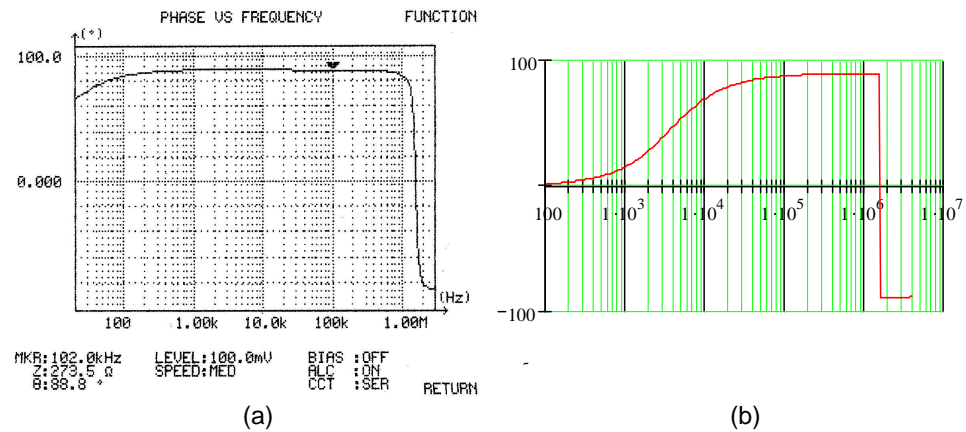 PHASE VS FREQUENCY FUNCTION
(°)
100.0
0.000
(Hz)
100 1.00k 10.0k 100k 1.00M
MKR:102.0kHz LEVEL:100.0mV BIAS :OFF
Z:273.5 Ω SPEED:MED ALC :ON
θ:88.8 ° CCT :SER
RETURN
(a)
100
100 1·10³ 1·10⁴ 1·10⁵ 1·10⁶ 1·10⁷
−100
(b)